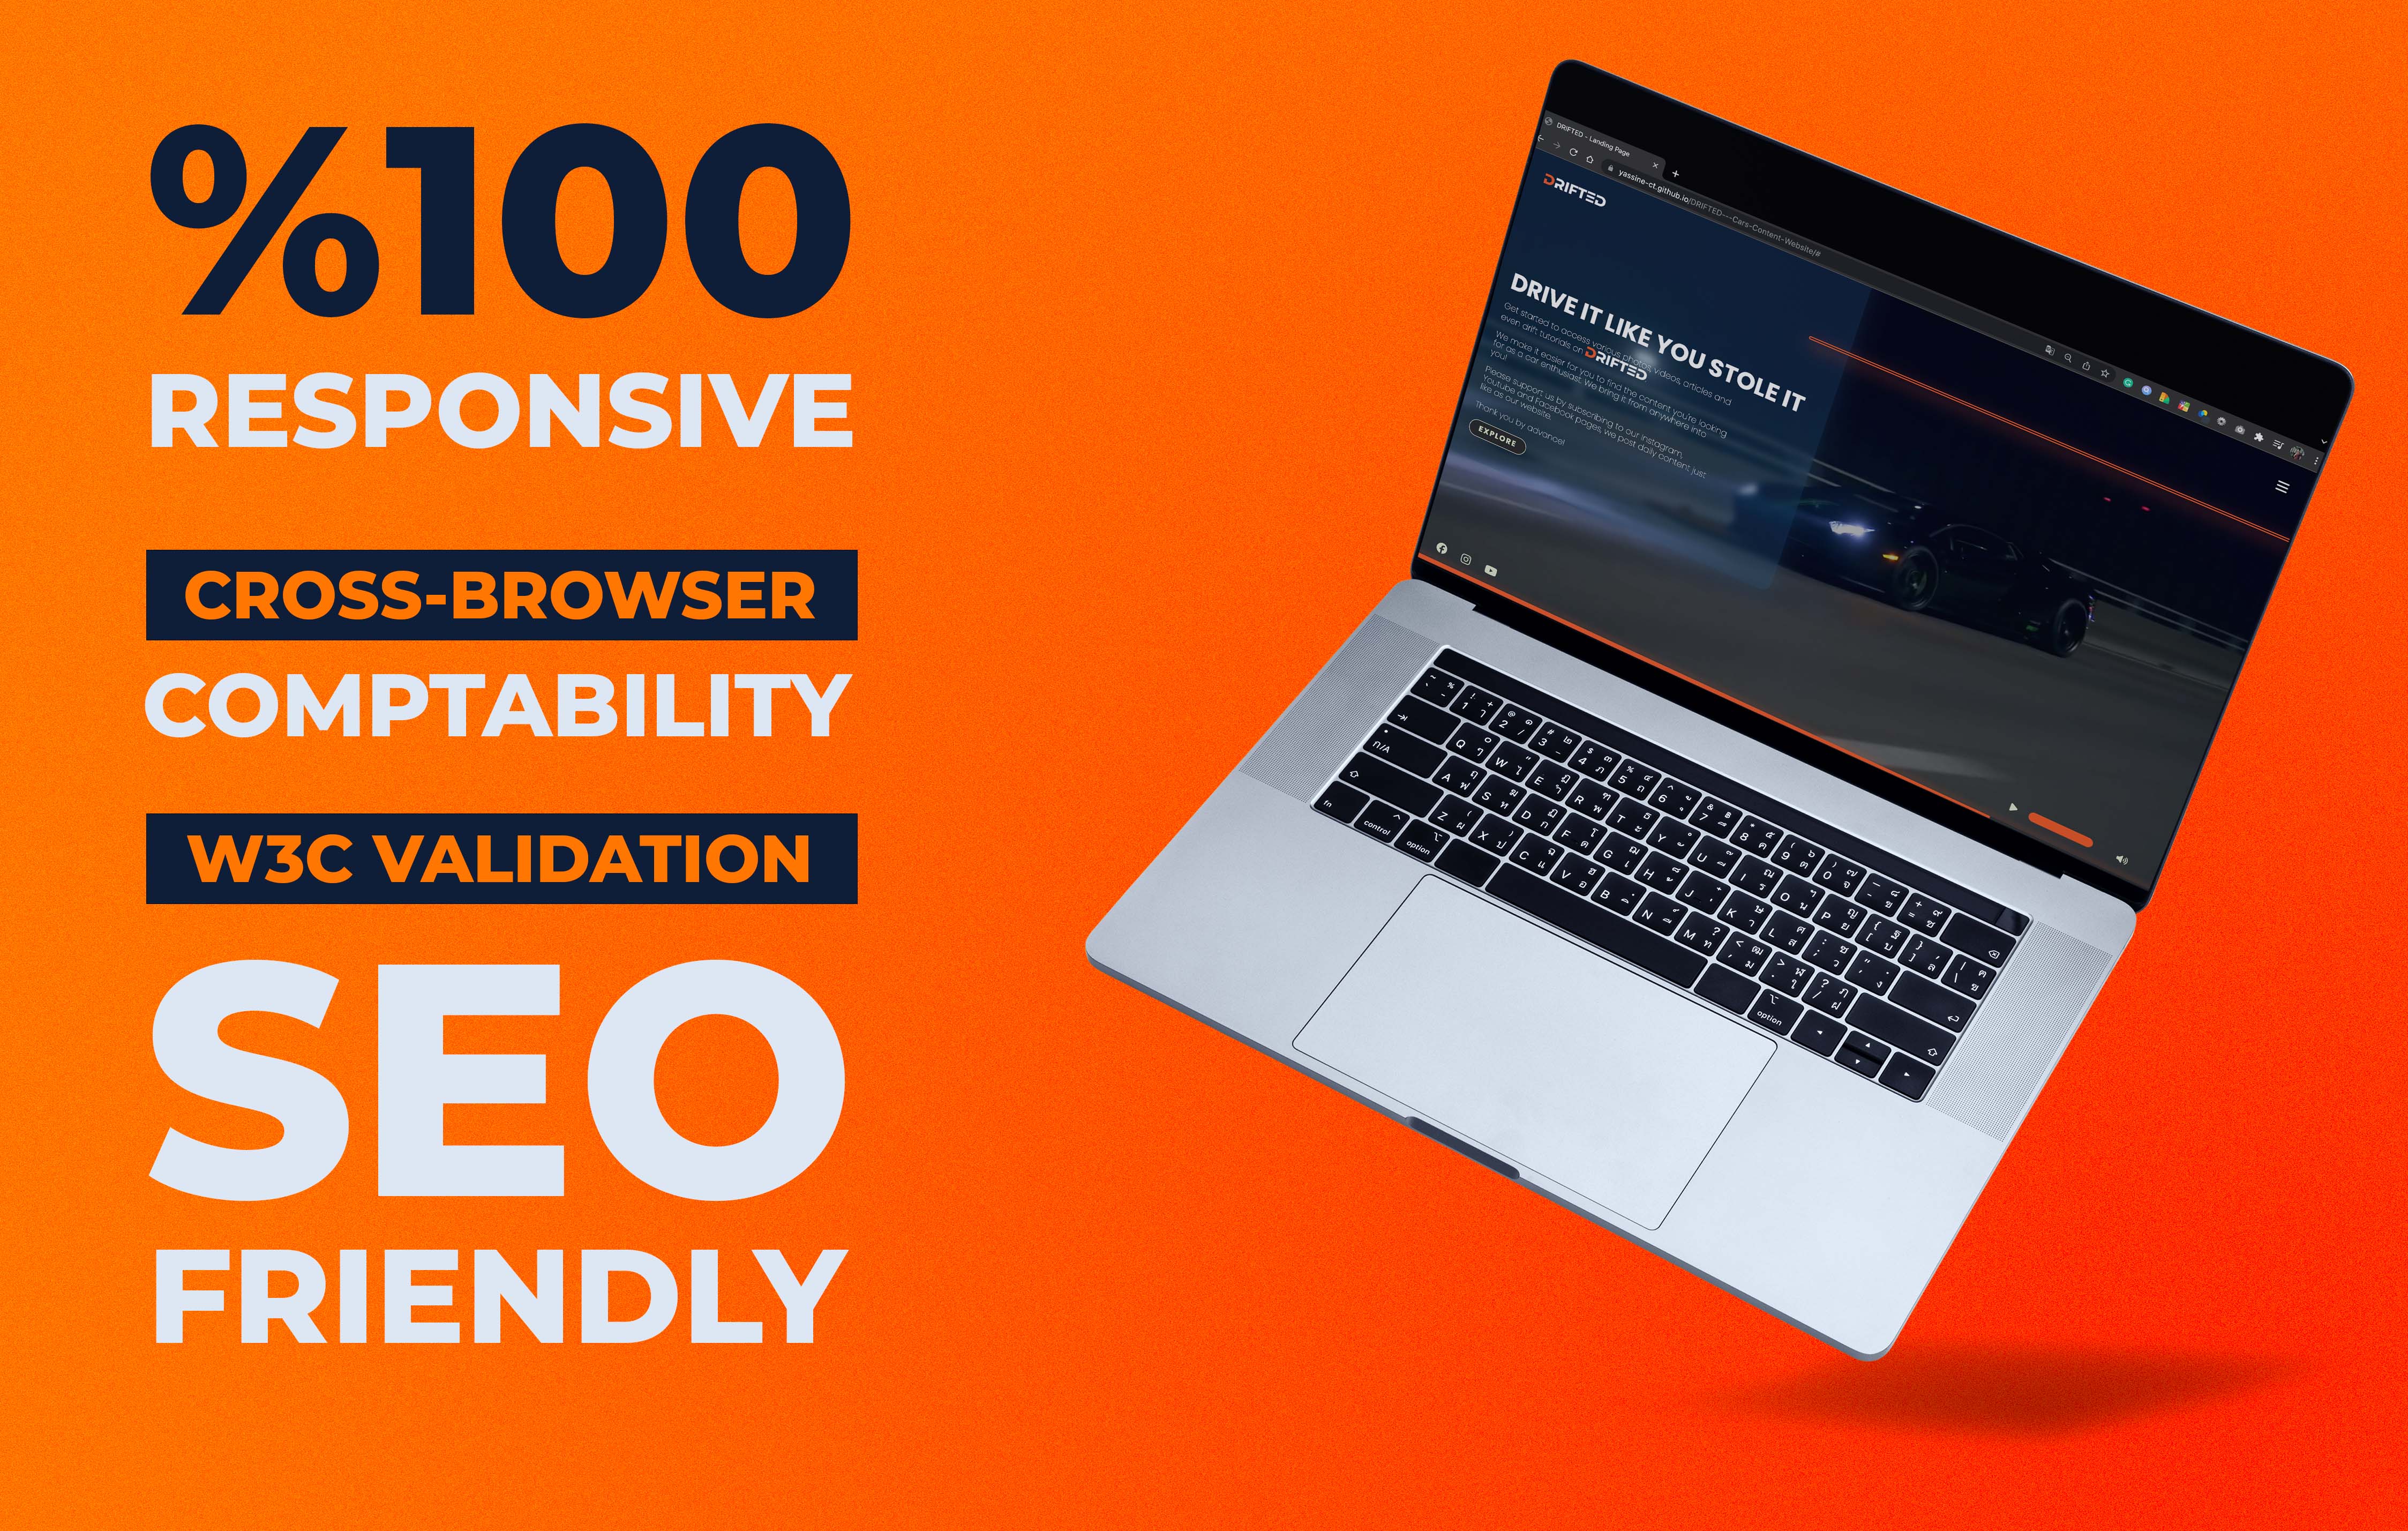 %100
RESPONSIVE
CROSS-BROWSER
COMPTABILITY
W3C VALIDATION
SEO
FRIENDLY
DRIFTED - Landing Page
yassine-ct.github.io/DRIFTED---Cars-Content-Website/#
DRIFTED
DRIVE IT LIKE YOU STOLE IT
Get started to access various photos, videos, articles and
even drift tutorials on DRIFTED
We make it easier for you to find the content you're looking
for as a car enthusiast. We bring it from anywhere into
you!
Please support us by subscribing to our Instagram,
Youtube and Facebook pages, we post daily content just
like as our website.
Thank you by advance!
EXPLORE
fn
control
option
option